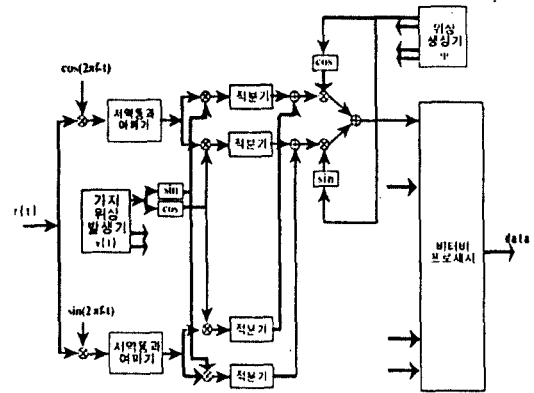 위상
생성기
Ψ
cos
cos(2πfct)
저역통과
여파기
적분기
적분기
sin
가지
위상
발생기
v(t)
sin
cos
r(t)
비터비
프로세서
data
sin(2πfct)
저역통과
여파기
적분기
적분기